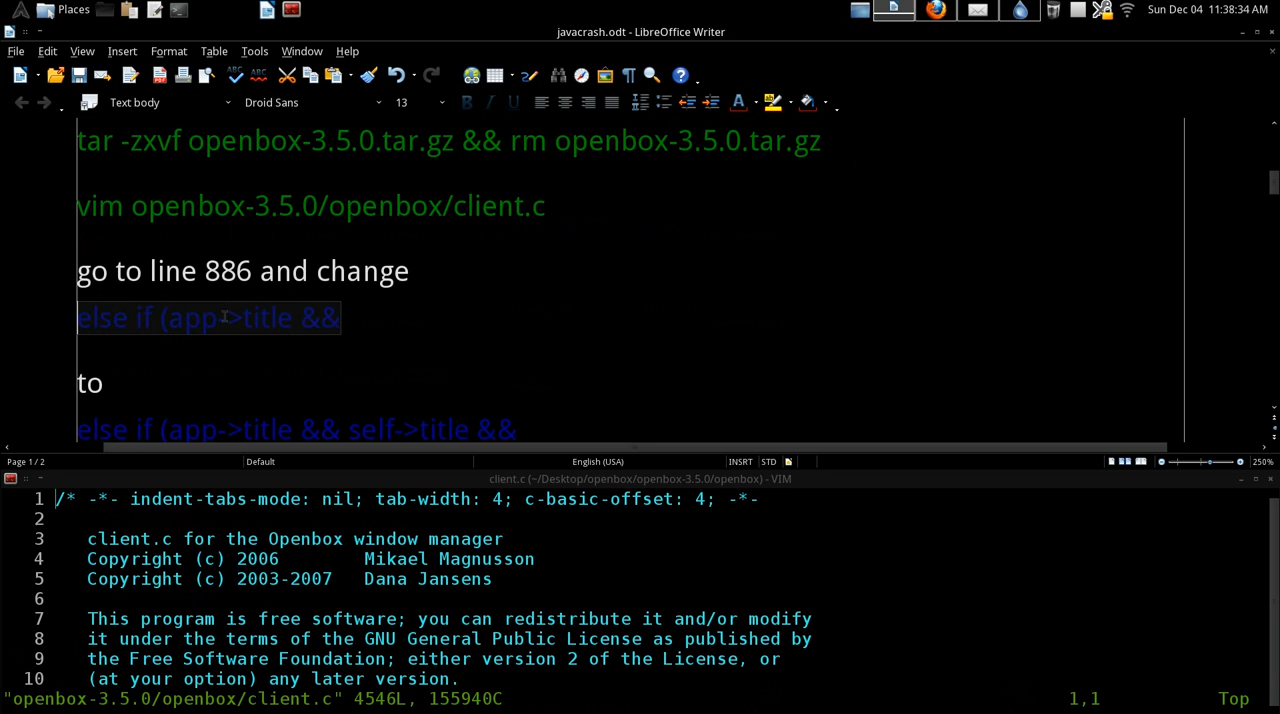 Places
Sun Dec 04, 11:38:34 AM
javacrash.odt - LibreOffice Writer
File Edit View Insert Format Table Tools Window Help
Text body Droid Sans 13
tar -zxvf openbox-3.5.0.tar.gz && rm openbox-3.5.0.tar.gz
vim openbox-3.5.0/openbox/client.c
go to line 886 and change
else if (app->title &&
to
else if (app->title && self->title &&
Page 1 / 2 Default English (USA) INSRT STD 250%
client.c (~/Desktop/openbox/openbox-3.5.0/openbox) - VIM
1 /* -*- indent-tabs-mode: nil; tab-width: 4; c-basic-offset: 4; -*-
2
3 client.c for the Openbox window manager
4 Copyright (c) 2006 Mikael Magnusson
5 Copyright (c) 2003-2007 Dana Jansens
6
7 This program is free software; you can redistribute it and/or modify
8 it under the terms of the GNU General Public License as published by
9 the Free Software Foundation; either version 2 of the License, or
10 (at your option) any later version.
"openbox-3.5.0/openbox/client.c" 4546L, 155940C 1,1 Top